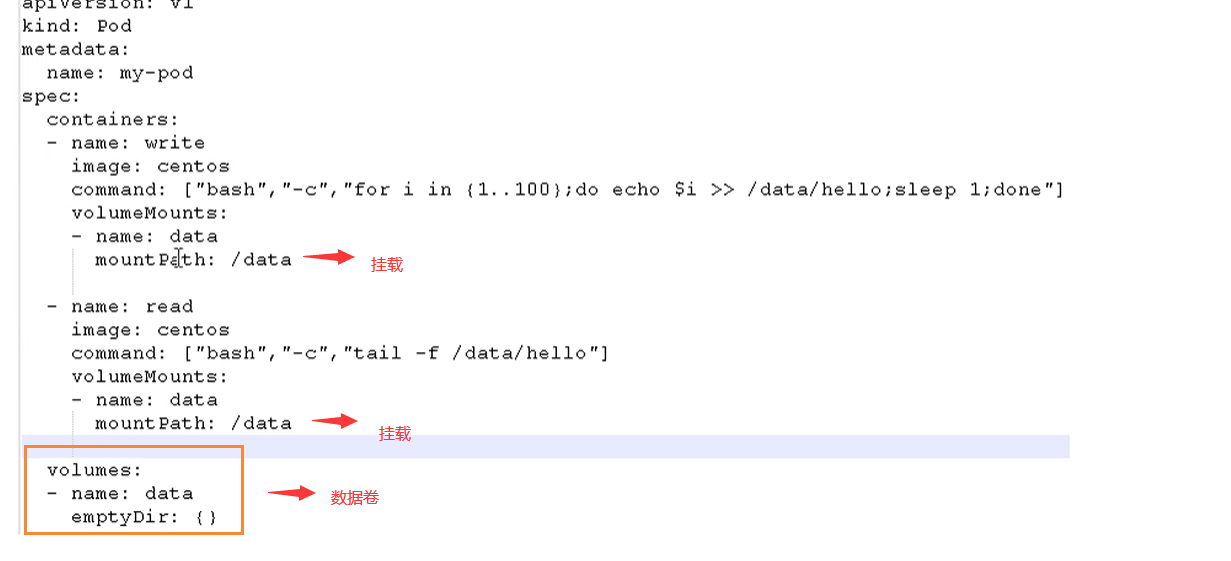 apiVersion: v1
kind: Pod
metadata:
  name: my-pod
spec:
  containers:
  - name: write
    image: centos
    command: ["bash","-c","for i in {1..100};do echo $i >> /data/hello;sleep 1;done"]
    volumeMounts:
    - name: data
      mountPath: /data 挂载
  - name: read
    image: centos
    command: ["bash","-c","tail -f /data/hello"]
    volumeMounts:
    - name: data
      mountPath: /data 挂载
  volumes:
  - name: data 数据卷
    emptyDir: {}